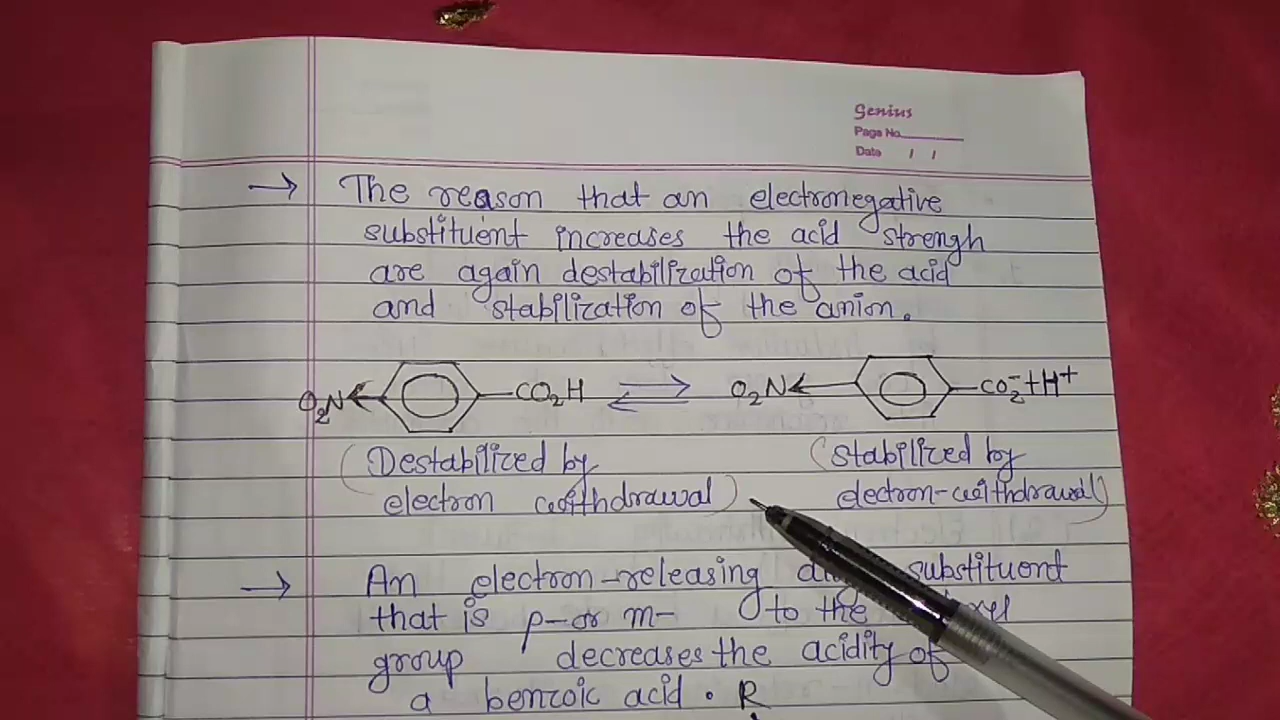 Genius
Page No.
Date / /
→ The reason that an electronegative
substituent increases the acid strengh
are again destabilization of the acid
and stabilization of the anion.
O₂N CO₂H ⇌ O₂N CO₂⁻ + H⁺
(Destabilized by (stabilized by
electron withdrawal) electron-withdrawal)
→ An electron-releasing substituent
that is p- or m- to the
group decreases the acidity of
a benzoic acid. R